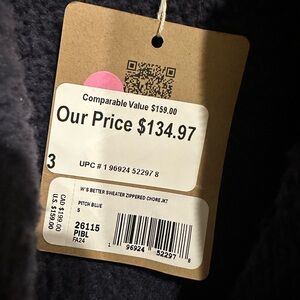 Comparable Value $159.00
Our Price $134.97
3
UPC # 1 96924 52297 8
CAD $199.00
U.S. $159.00
W'S BETTER SWEATER ZIPPERED CHORE JKT
PITCH BLUE
S
26115
PIBL
FA24
1 96924 52297 8